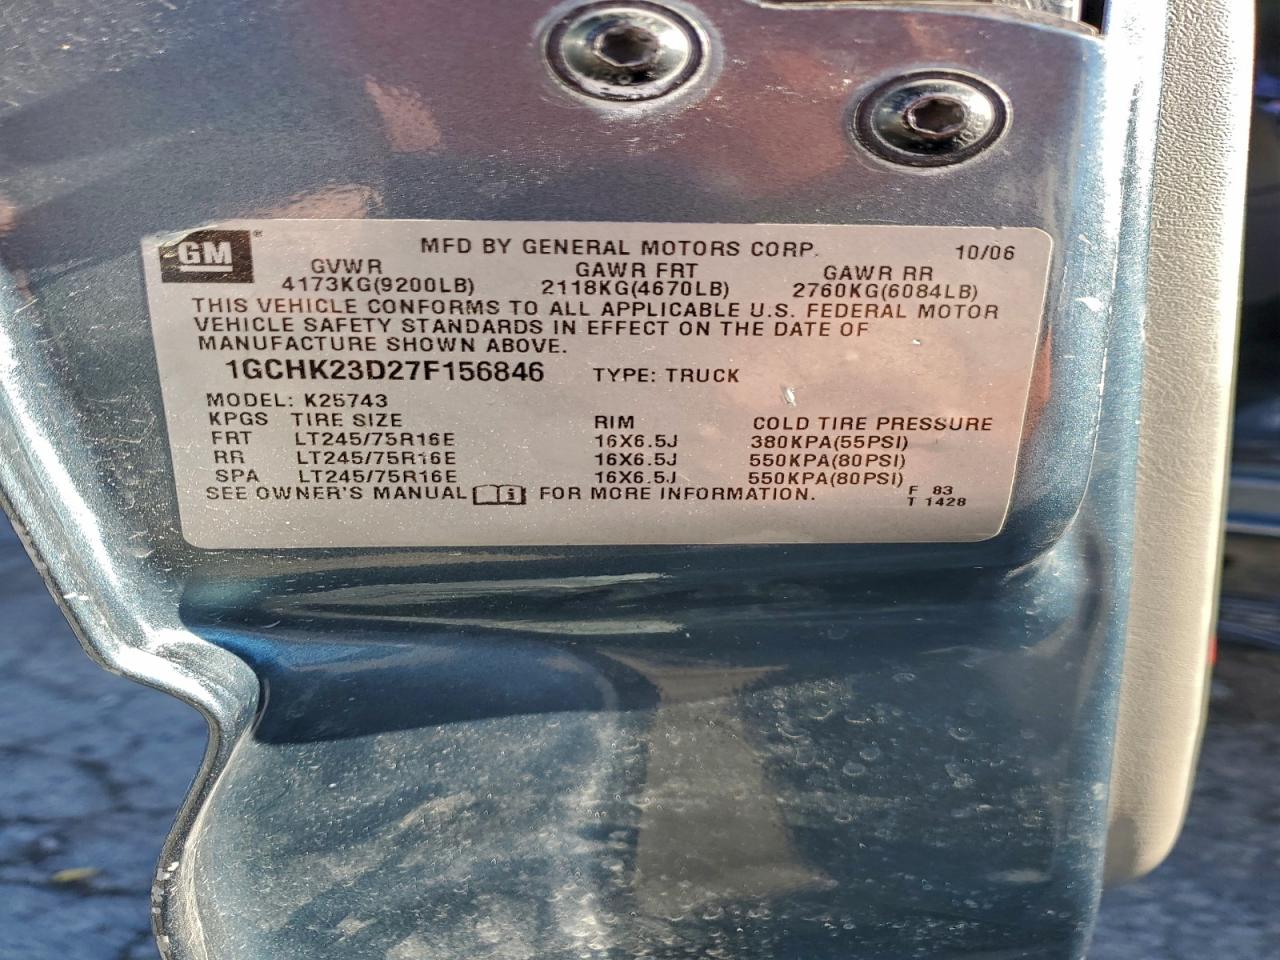 GM® MFD BY GENERAL MOTORS CORP. 10/06
GVWR GAWR FRT GAWR RR
4173KG(9200LB) 2118KG(4670LB) 2760KG(6084LB)
THIS VEHICLE CONFORMS TO ALL APPLICABLE U.S. FEDERAL MOTOR
VEHICLE SAFETY STANDARDS IN EFFECT ON THE DATE OF
MANUFACTURE SHOWN ABOVE.
1GCHK23D27F156846 TYPE: TRUCK
MODEL: K25743
KPGS TIRE SIZE RIM COLD TIRE PRESSURE
FRT LT245/75R16E 16X6.5J 380KPA(55PSI)
RR LT245/75R16E 16X6.5J 550KPA(80PSI)
SPA LT245/75R16E 16X6.5J 550KPA(80PSI)
SEE OWNER'S MANUAL i FOR MORE INFORMATION. F 83
T 1428